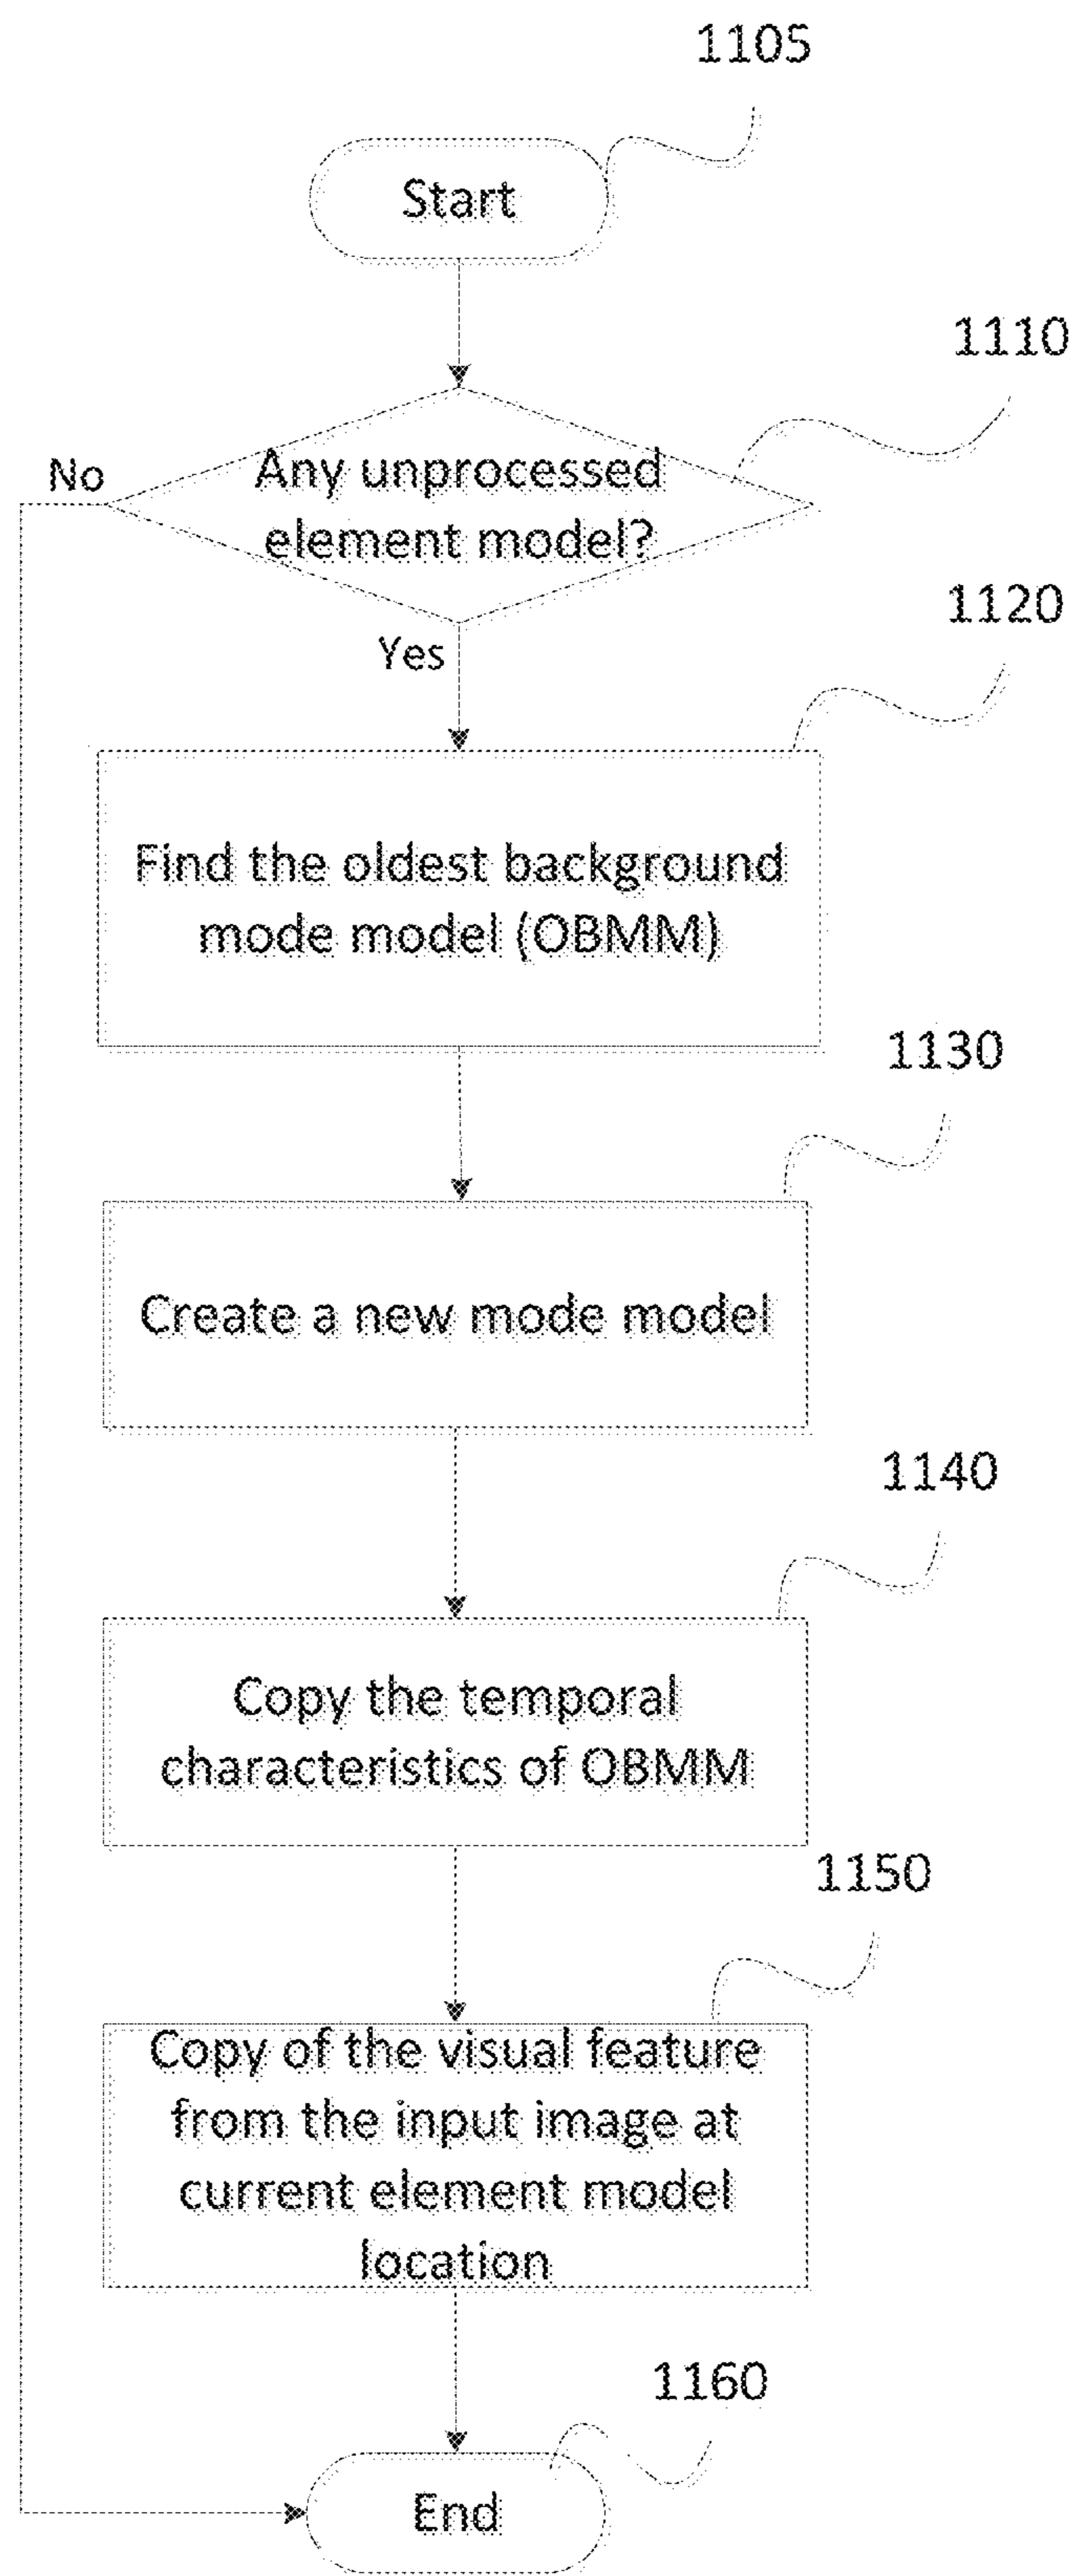 1105
Start
1110
No
Any unprocessed
element model?
1120
Yes
Find the oldest background
mode model (OBMM)
1130
Create a new mode model
1140
Copy the temporal
characteristics of OBMM
1150
Copy of the visual feature
from the input image at
current element model
location
1160
End